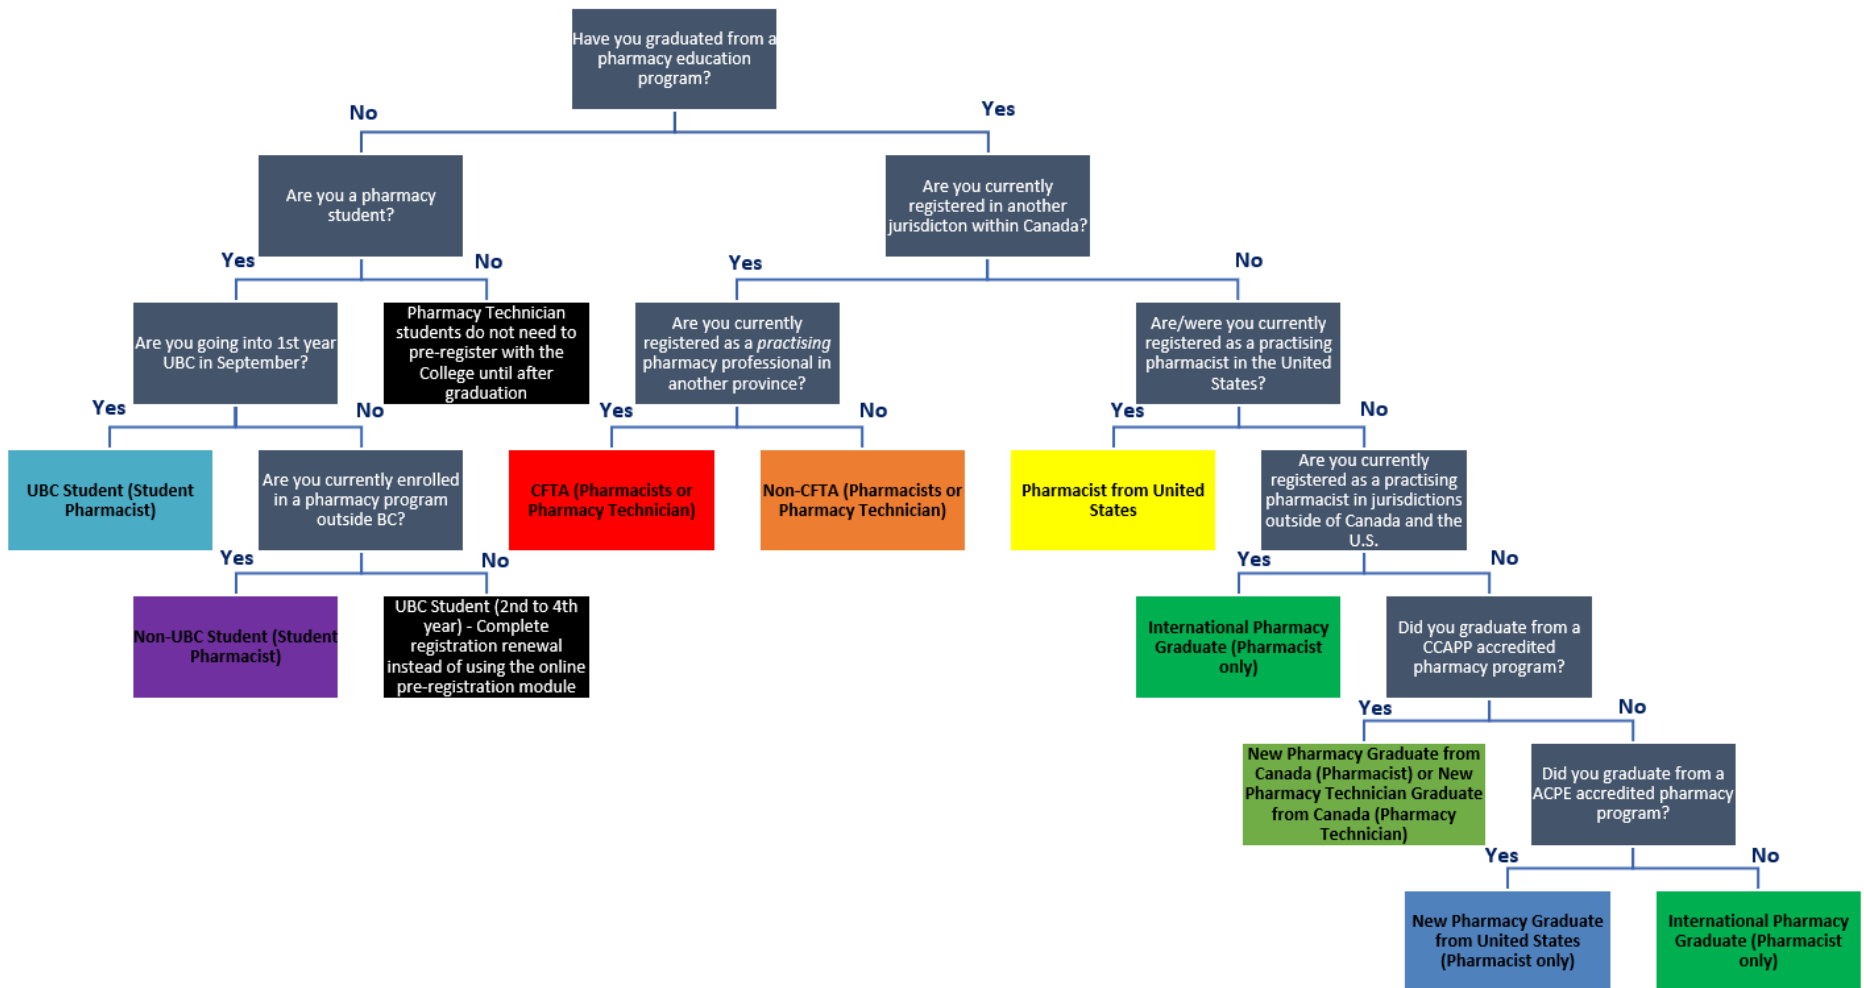 Have you graduated from a
pharmacy education
program?
No
Yes
Are you a pharmacy
student?
Are you currently
registered in another
jurisdicton within Canada?
Yes
No
Yes
No
Are you going into 1st year
UBC in September?
Pharmacy Technician
students do not need to
pre-register with the
College until after
graduation
Are you currently
registered as a practising
pharmacy professional in
another province?
Are/were you currently
registered as a practising
pharmacist in the United
States?
Yes
No
Yes
No
Yes
No
UBC Student (Student
Pharmacist)
Are you currently enrolled
in a pharmacy program
outside BC?
CFTA (Pharmacists or
Pharmacy Technician)
Non-CFTA (Pharmacists or
Pharmacy Technician)
Pharmacist from United
States
Are you currently
registered as a practising
pharmacist in jurisdictions
outside of Canada and the
U.S.
Yes
No
Yes
No
Non-UBC Student (Student
Pharmacist)
UBC Student (2nd to 4th
year) - Complete
registration renewal
instead of using the online
pre-registration module
International Pharmacy
Graduate (Pharmacist
only)
Did you graduate from a
CCAPP accredited
pharmacy program?
Yes
No
New Pharmacy Graduate from
Canada (Pharmacist) or New
Pharmacy Technician Graduate
from Canada (Pharmacy
Technician)
Did you graduate from a
ACPE accredited pharmacy
program?
Yes
No
New Pharmacy Graduate
from United States
(Pharmacist only)
International Pharmacy
Graduate (Pharmacist
only)